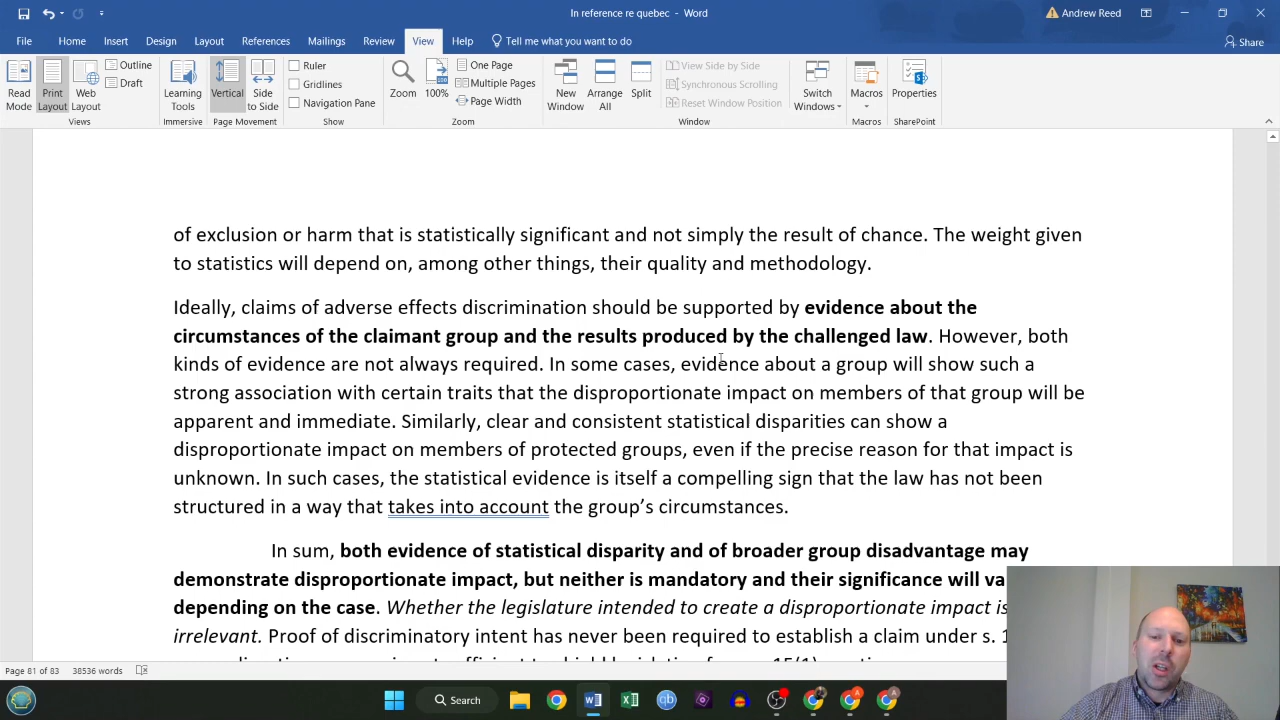 In reference re quebec - Word
Andrew Reed
File Home Insert Design Layout References Mailings Review View Help Tell me what you want to do
Share
Read Mode
Print Layout
Web Layout
Outline
Draft
Views
Learning Tools
Immersive
Vertical
Side to Side
Page Movement
Ruler
Gridlines
Navigation Pane
Show
Zoom
100%
One Page
Multiple Pages
Page Width
Zoom
New Window
Arrange All
Split
View Side by Side
Synchronous Scrolling
Reset Window Position
Window
Switch Windows
Macros
Macros
Properties
SharePoint
of exclusion or harm that is statistically significant and not simply the result of chance. The weight given
to statistics will depend on, among other things, their quality and methodology.
Ideally, claims of adverse effects discrimination should be supported by evidence about the
circumstances of the claimant group and the results produced by the challenged law. However, both
kinds of evidence are not always required. In some cases, evidence about a group will show such a
strong association with certain traits that the disproportionate impact on members of that group will be
apparent and immediate. Similarly, clear and consistent statistical disparities can show a
disproportionate impact on members of protected groups, even if the precise reason for that impact is
unknown. In such cases, the statistical evidence is itself a compelling sign that the law has not been
structured in a way that takes into account the group's circumstances.
In sum, both evidence of statistical disparity and of broader group disadvantage may
demonstrate disproportionate impact, but neither is mandatory and their significance will va
depending on the case. Whether the legislature intended to create a disproportionate impact is
irrelevant. Proof of discriminatory intent has never been required to establish a claim under s. 1
Page 81 of 83 38536 words
Search